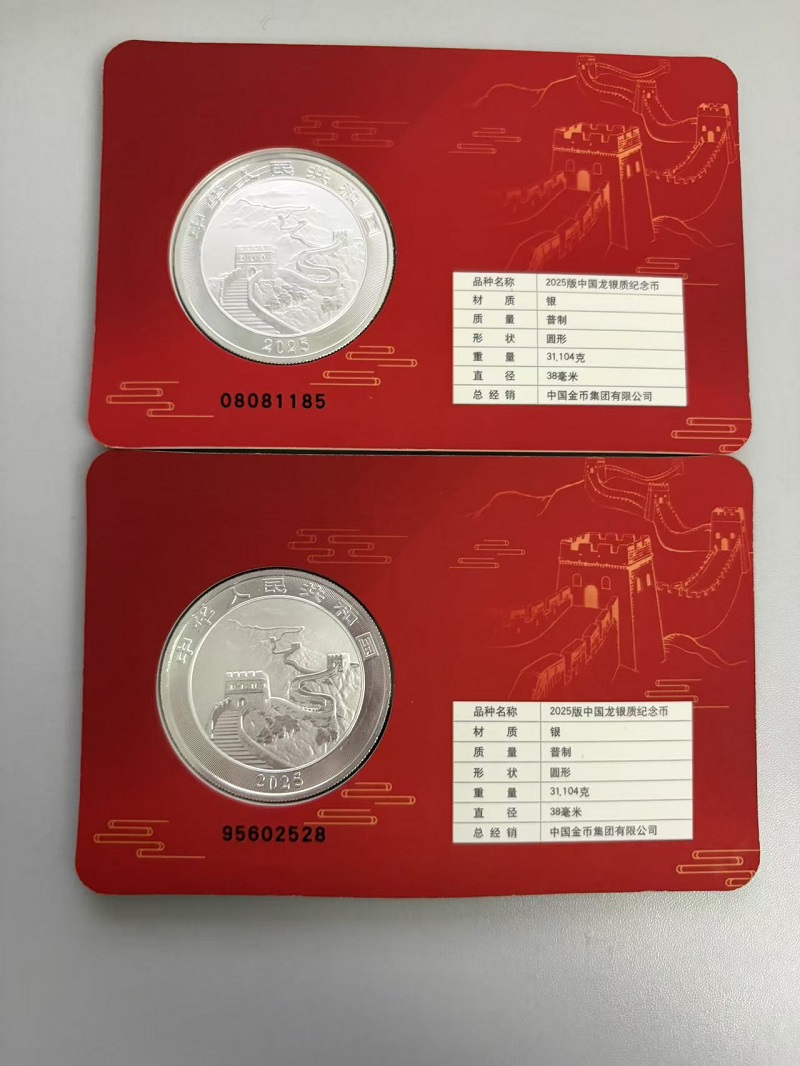 中华人民共和国
2025
08081185
品种名称 2025版中国龙银质纪念币
材 质 银
质 量 普制
形 状 圆形
重 量 31.104克
直 径 38毫米
总 经 销 中国金币集团有限公司
中华人民共和国
2025
95602528
品种名称 2025版中国龙银质纪念币
材 质 银
质 量 普制
形 状 圆形
重 量 31.104克
直 径 38毫米
总 经 销 中国金币集团有限公司